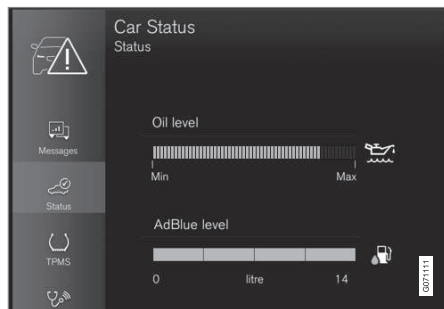 Car Status
Status
Messages
Status
TPMS
Oil level
Min Max
AdBlue level
0 litre 14
G071111